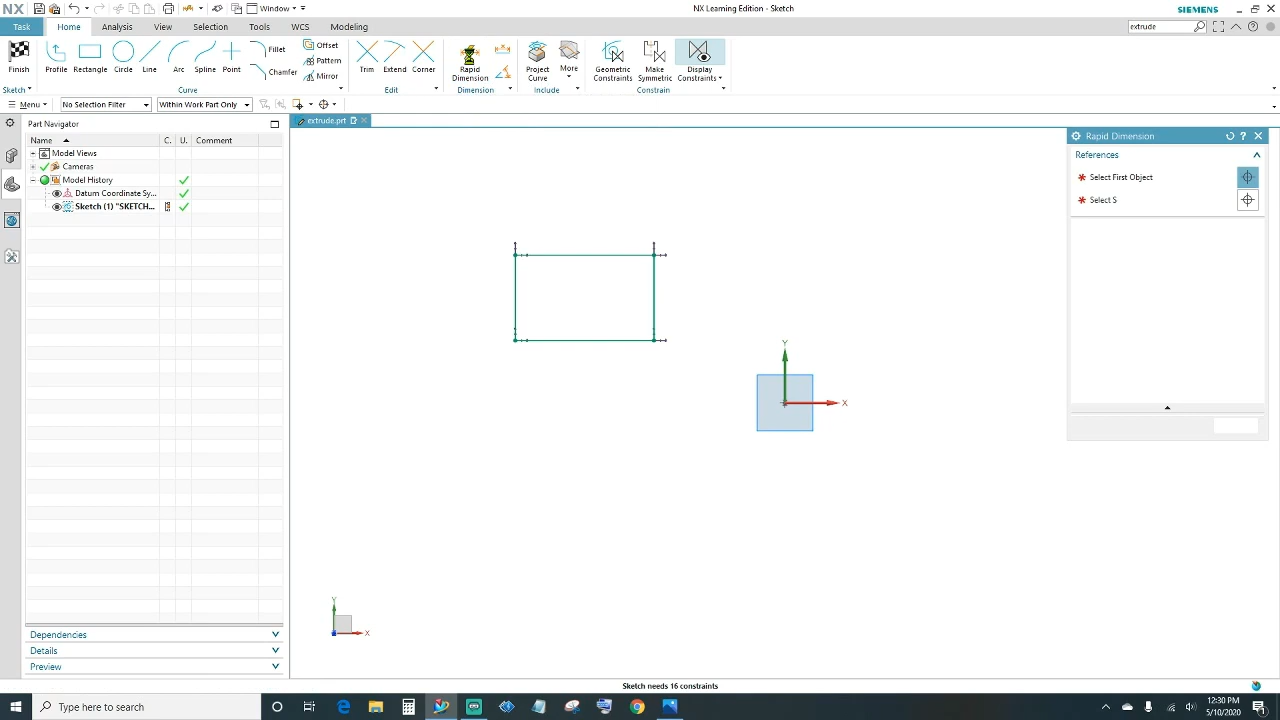 NX
Window
NX Learning Edition - Sketch
SIEMENS
Task
Home
Analysis
View
Selection
Tools
WCS
Modeling
extrude
Finish
Profile
Rectangle
Circle
Line
Arc
Spline
Point
Fillet
Chamfer
Offset
Pattern
Mirror
Trim
Extend
Corner
Rapid
Dimension
Project
Curve
More
Geometric
Constraints
Make
Symmetric
Display
Constraints
Sketch
Curve
Edit
Dimension
Include
Constrain
Menu
No Selection Filter
Within Work Part Only
Part Navigator
extrude.prt
Name
C.
U.
Comment
Model Views
Cameras
Model History
Datum Coordinate Sy...
Sketch (1) "SKETCH...
Rapid Dimension
References
Select First Object
Select S
Y
X
Y
X
Dependencies
Details
Preview
Sketch needs 16 constraints
Type here to search
12:30 PM
5/10/2020